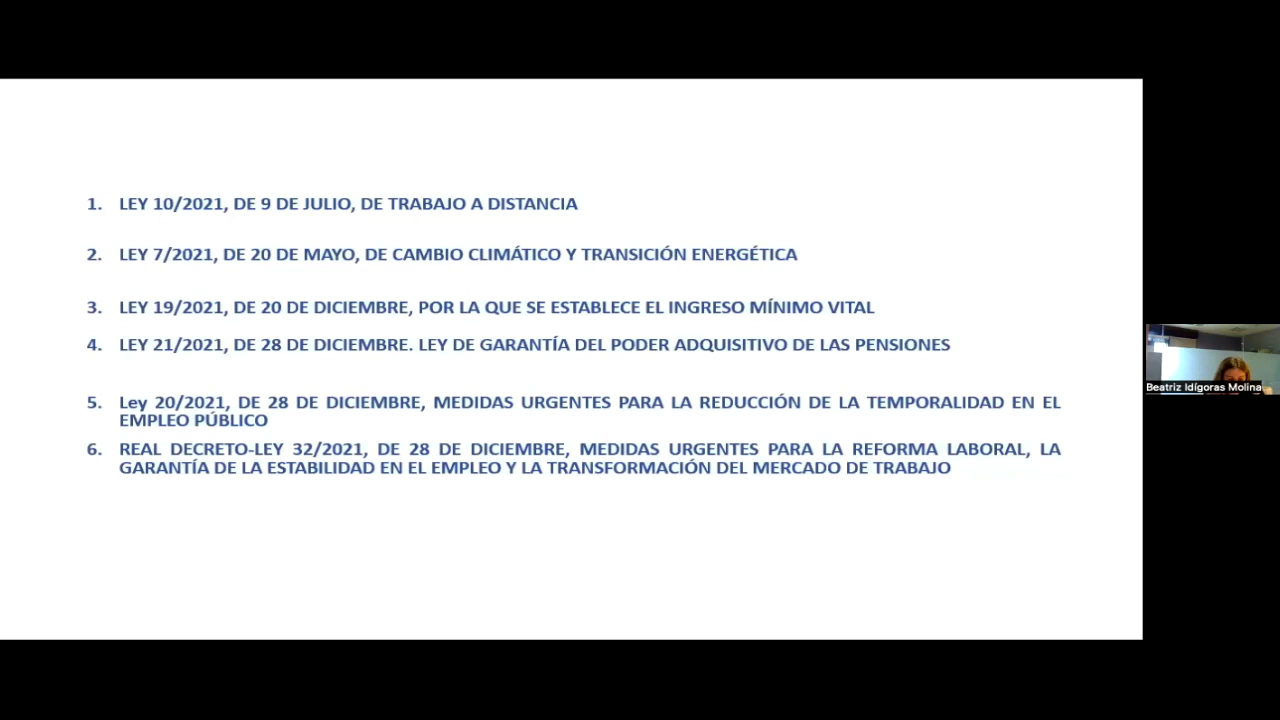 1. LEY 10/2021, DE 9 DE JULIO, DE TRABAJO A DISTANCIA
2. LEY 7/2021, DE 20 DE MAYO, DE CAMBIO CLIMÁTICO Y TRANSICIÓN ENERGÉTICA
3. LEY 19/2021, DE 20 DE DICIEMBRE, POR LA QUE SE ESTABLECE EL INGRESO MÍNIMO VITAL
4. LEY 21/2021, DE 28 DE DICIEMBRE. LEY DE GARANTÍA DEL PODER ADQUISITIVO DE LAS PENSIONES
5. Ley 20/2021, DE 28 DE DICIEMBRE, MEDIDAS URGENTES PARA LA REDUCCIÓN DE LA TEMPORALIDAD EN EL
EMPLEO PÚBLICO
6. REAL DECRETO-LEY 32/2021, DE 28 DE DICIEMBRE, MEDIDAS URGENTES PARA LA REFORMA LABORAL, LA
GARANTÍA DE LA ESTABILIDAD EN EL EMPLEO Y LA TRANSFORMACIÓN DEL MERCADO DE TRABAJO
Beatriz Idígoras Molina